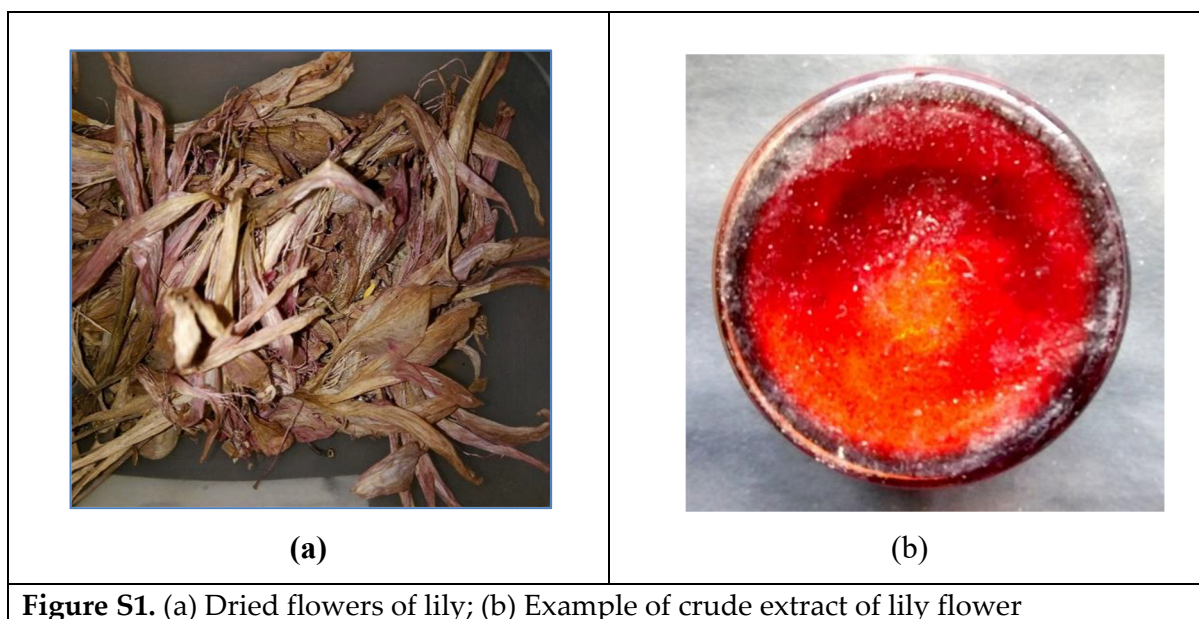 (a)
(b)
Figure S1. (a) Dried flowers of lily; (b) Example of crude extract of lily flower